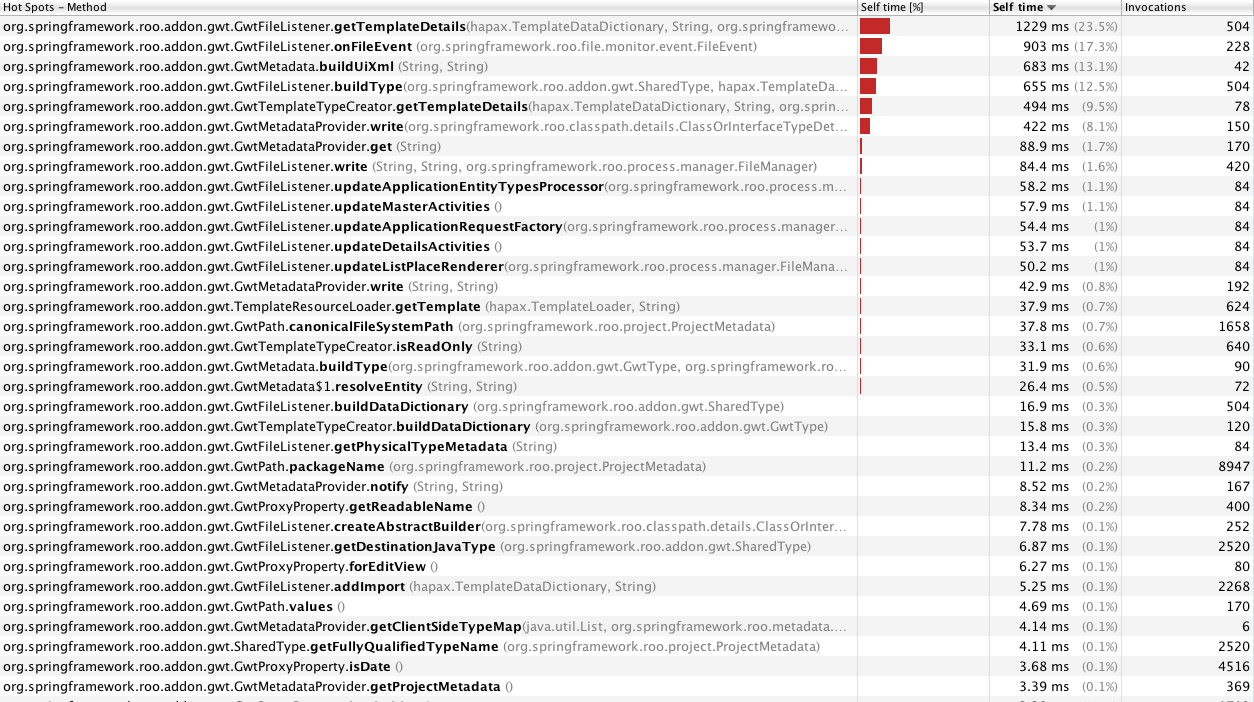 Hot Spots – Method Self time [%] Self time Invocations
org.springframework.roo.addon.gwt.GwtFileListener.getTemplateDetails(hapax.TemplateDataDictionary, String, org.springframewo... 1229 ms (23.5%) 504
org.springframework.roo.addon.gwt.GwtFileListener.onFileEvent (org.springframework.roo.file.monitor.event.FileEvent) 903 ms (17.3%) 228
org.springframework.roo.addon.gwt.GwtMetadata.buildUiXml (String, String) 683 ms (13.1%) 42
org.springframework.roo.addon.gwt.GwtFileListener.buildType(org.springframework.roo.addon.gwt.SharedType, hapax.TemplateDa... 655 ms (12.5%) 504
org.springframework.roo.addon.gwt.GwtTemplateTypeCreator.getTemplateDetails(hapax.TemplateDataDictionary, String, org.sprin... 494 ms (9.5%) 78
org.springframework.roo.addon.gwt.GwtMetadataProvider.write(org.springframework.roo.classpath.details.ClassOrInterfaceTypeDet... 422 ms (8.1%) 150
org.springframework.roo.addon.gwt.GwtMetadataProvider.get (String) 88.9 ms (1.7%) 170
org.springframework.roo.addon.gwt.GwtFileListener.write (String, String, org.springframework.roo.process.manager.FileManager) 84.4 ms (1.6%) 420
org.springframework.roo.addon.gwt.GwtFileListener.updateApplicationEntityTypesProcessor(org.springframework.roo.process.m... 58.2 ms (1.1%) 84
org.springframework.roo.addon.gwt.GwtFileListener.updateMasterActivities () 57.9 ms (1.1%) 84
org.springframework.roo.addon.gwt.GwtFileListener.updateApplicationRequestFactory(org.springframework.roo.process.manager... 54.4 ms (1%) 84
org.springframework.roo.addon.gwt.GwtFileListener.updateDetailsActivities () 53.7 ms (1%) 84
org.springframework.roo.addon.gwt.GwtFileListener.updateListPlaceRenderer(org.springframework.roo.process.manager.FileMana... 50.2 ms (1%) 84
org.springframework.roo.addon.gwt.GwtMetadata.write (String, String) 42.9 ms (0.8%) 192
org.springframework.roo.addon.gwt.TemplateResourceLoader.getTemplate (hapax.TemplateLoader, String) 37.9 ms (0.7%) 624
org.springframework.roo.addon.gwt.GwtPath.canonicalFileSystemPath (org.springframework.roo.project.ProjectMetadata) 37.8 ms (0.7%) 1658
org.springframework.roo.addon.gwt.GwtTemplateTypeCreator.isReadOnly (String) 33.1 ms (0.6%) 640
org.springframework.roo.addon.gwt.GwtMetadata.buildType(org.springframework.roo.addon.gwt.GwtType, org.springframework.ro... 31.9 ms (0.6%) 90
org.springframework.roo.addon.gwt.GwtMetadata$1.resolveEntity (String, String) 26.4 ms (0.5%) 72
org.springframework.roo.addon.gwt.GwtFileListener.buildDataDictionary (org.springframework.roo.addon.gwt.SharedType) 16.9 ms (0.3%) 504
org.springframework.roo.addon.gwt.GwtTemplateTypeCreator.buildDataDictionary (org.springframework.roo.addon.gwt.GwtType) 15.8 ms (0.3%) 120
org.springframework.roo.addon.gwt.GwtFileListener.getPhysicalTypeMetadata (String) 13.4 ms (0.3%) 84
org.springframework.roo.addon.gwt.GwtPath.packageName (org.springframework.roo.project.ProjectMetadata) 11.2 ms (0.2%) 8947
org.springframework.roo.addon.gwt.GwtMetadataProvider.notify (String, String) 8.52 ms (0.2%) 167
org.springframework.roo.addon.gwt.GwtProxyProperty.getReadableName () 8.34 ms (0.2%) 400
org.springframework.roo.addon.gwt.GwtFileListener.createAbstractBuilder(org.springframework.roo.classpath.details.ClassOrInter... 7.78 ms (0.1%) 252
org.springframework.roo.addon.gwt.GwtFileListener.getDestinationJavaType (org.springframework.roo.addon.gwt.SharedType) 6.87 ms (0.1%) 2520
org.springframework.roo.addon.gwt.GwtProxyProperty.forEditView () 6.27 ms (0.1%) 80
org.springframework.roo.addon.gwt.GwtFileListener.addImport (hapax.TemplateDataDictionary, String) 5.25 ms (0.1%) 2268
org.springframework.roo.addon.gwt.GwtPath.values () 4.69 ms (0.1%) 170
org.springframework.roo.addon.gwt.GwtMetadataProvider.getClientSideTypeMap(java.util.List, org.springframework.roo.metadata.... 4.14 ms (0.1%) 6
org.springframework.roo.addon.gwt.SharedType.getFullyQualifiedTypeName (org.springframework.roo.project.ProjectMetadata) 4.11 ms (0.1%) 2520
org.springframework.roo.addon.gwt.GwtProxyProperty.isDate () 3.68 ms (0.1%) 4516
org.springframework.roo.addon.gwt.GwtMetadataProvider.getProjectMetadata () 3.39 ms (0.1%) 369